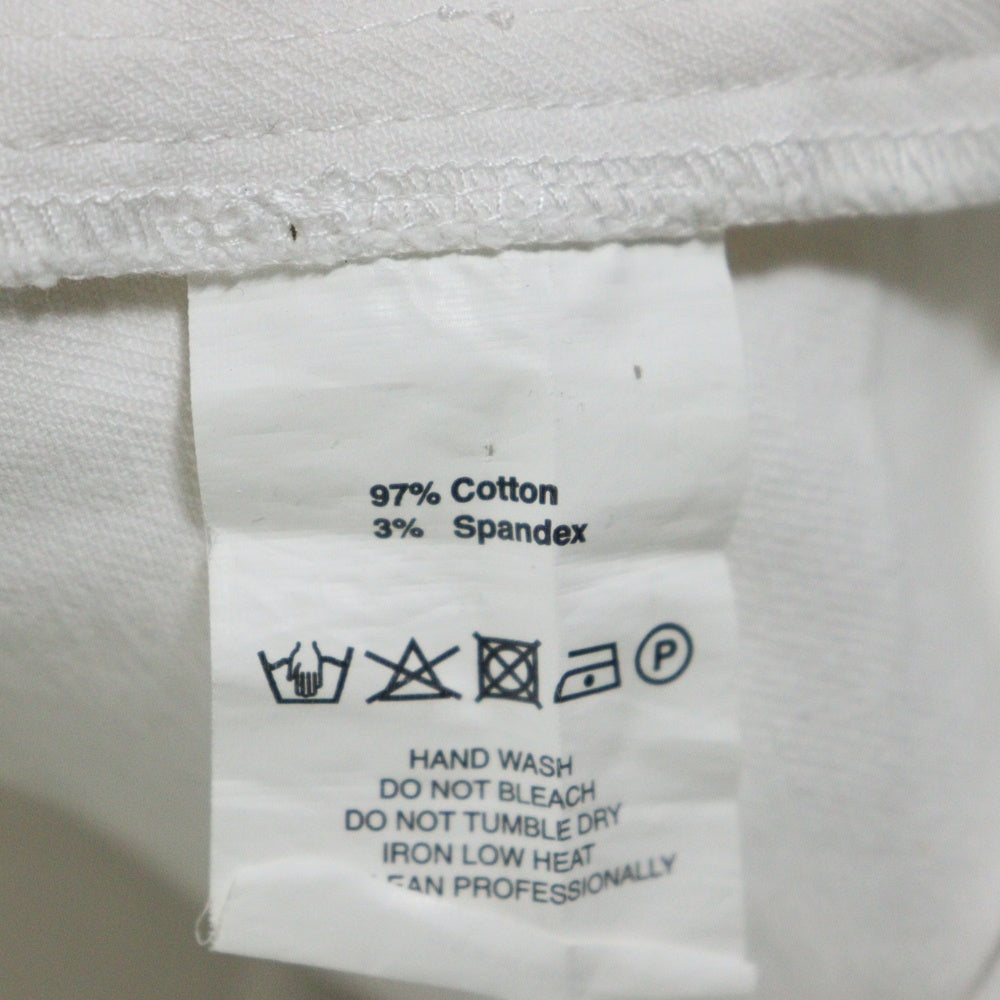 97% Cotton
3% Spandex
P
HAND WASH
DO NOT BLEACH
DO NOT TUMBLE DRY
IRON LOW HEAT
PROFESSIONALLY